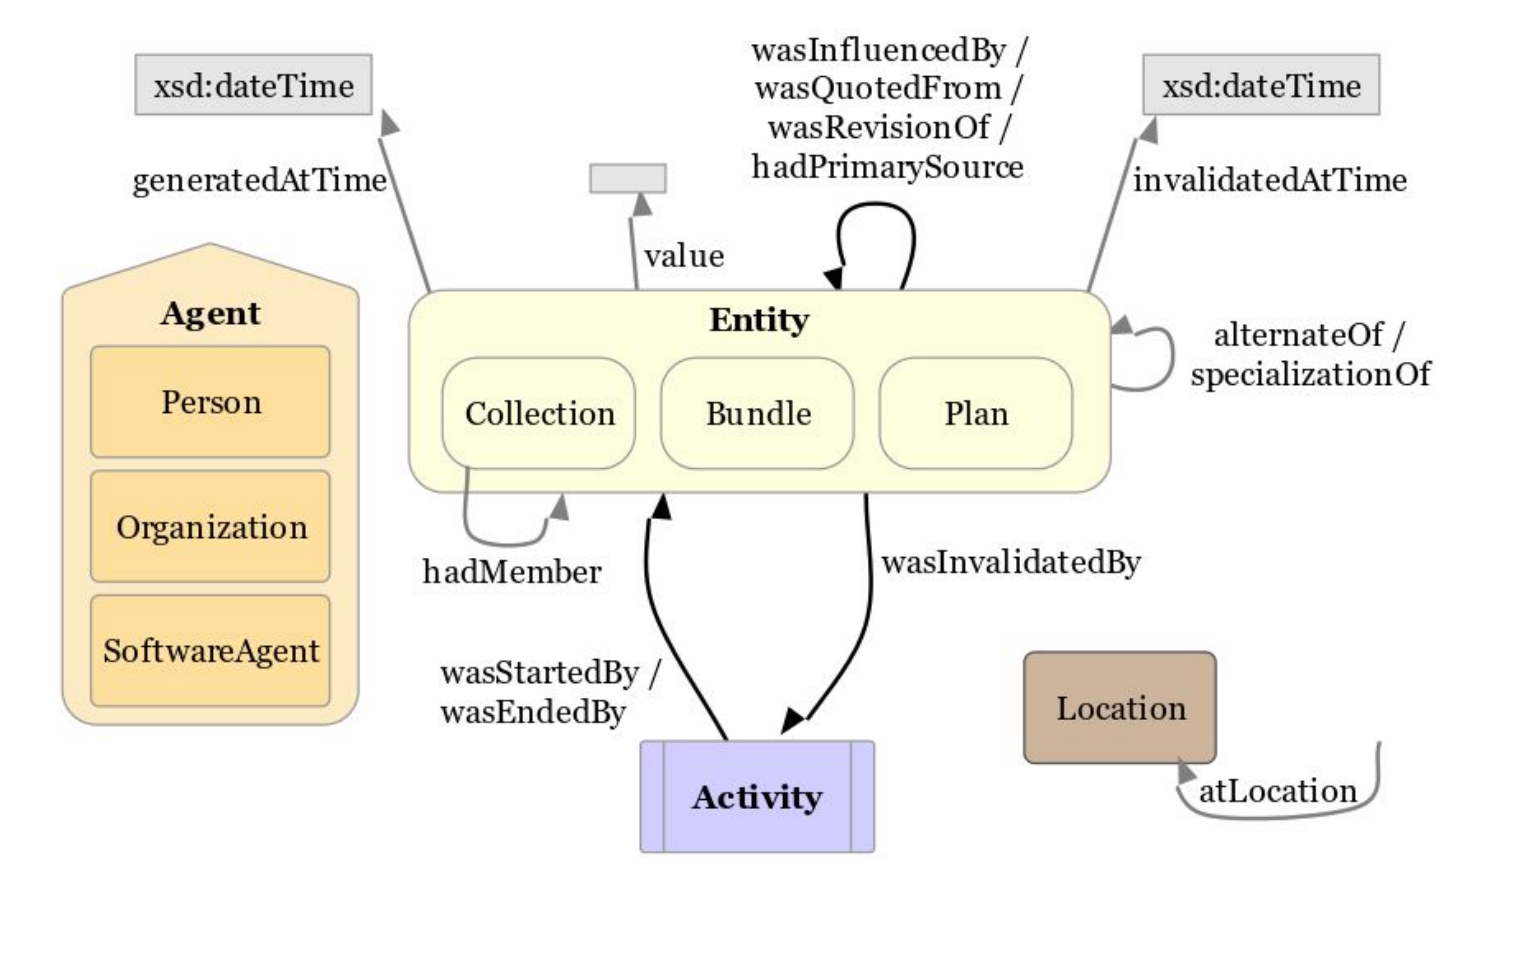 wasInfluencedBy /
wasQuotedFrom /
wasRevisionOf /
hadPrimarySource
xsd:dateTime
xsd:dateTime
generatedAtTime
invalidatedAtTime
value
Agent
Person
Organization
SoftwareAgent
Entity
Collection
Bundle
Plan
alternateOf /
specializationOf
hadMember
wasInvalidatedBy
wasStartedBy /
wasEndedBy
Activity
Location
atLocation